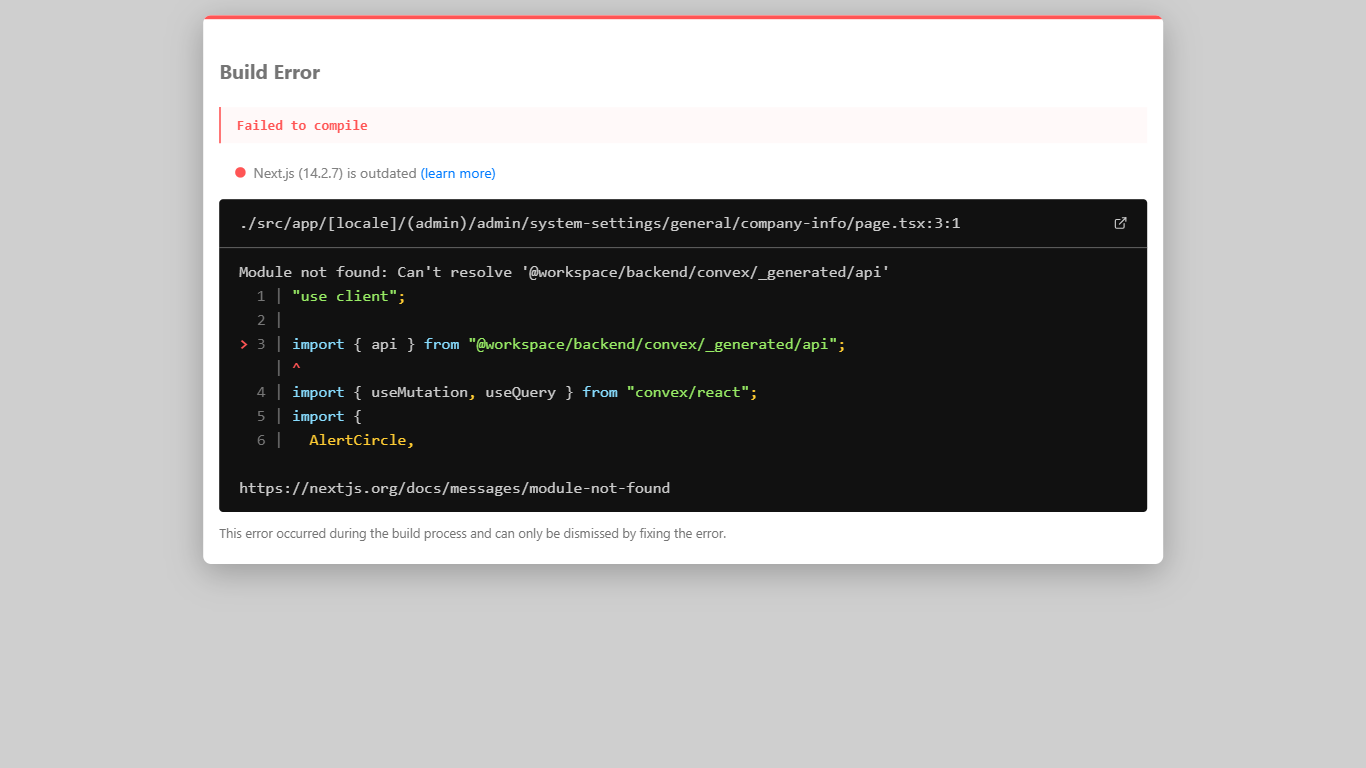 Build Error
Failed to compile
Next.js (14.2.7) is outdated (learn more)
./src/app/[locale]/(admin)/admin/system-settings/general/company-info/page.tsx:3:1
Module not found: Can't resolve '@workspace/backend/convex/_generated/api'
1 | "use client";
2 |
> 3 | import { api } from "@workspace/backend/convex/_generated/api";
| ^
4 | import { useMutation, useQuery } from "convex/react";
5 | import {
6 |   AlertCircle,
https://nextjs.org/docs/messages/module-not-found
This error occurred during the build process and can only be dismissed by fixing the error.